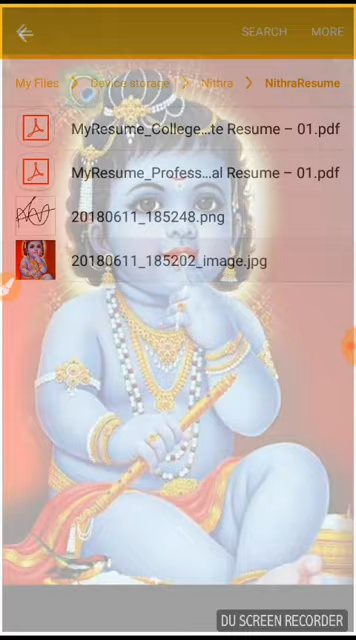 SEARCH MORE
My Files Device storage Nithra NithraResume
MyResume_College...te Resume – 01.pdf
MyResume_Profess...al Resume – 01.pdf
20180611_185248.png
20180611_185202_image.jpg
DU SCREEN RECORDER